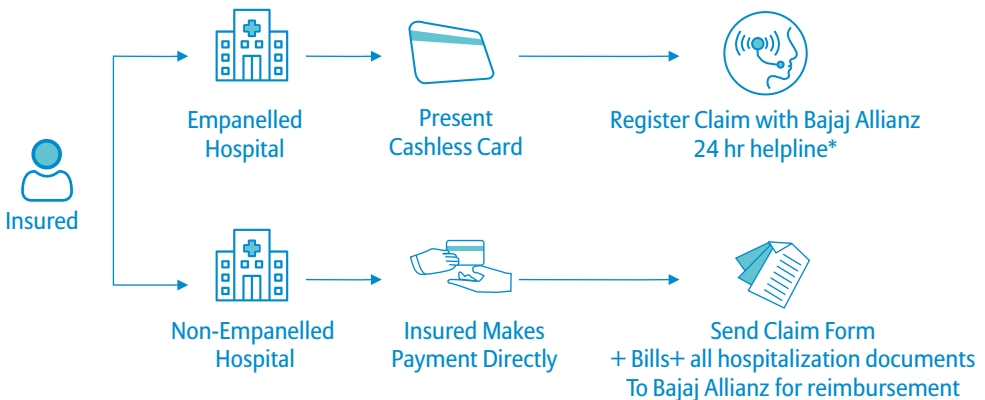 Insured
Empanelled
Hospital
Present
Cashless Card
Register Claim with Bajaj Allianz
24 hr helpline*
Non-Empanelled
Hospital
Insured Makes
Payment Directly
Send Claim Form
+ Bills+ all hospitalization documents
To Bajaj Allianz for reimbursement